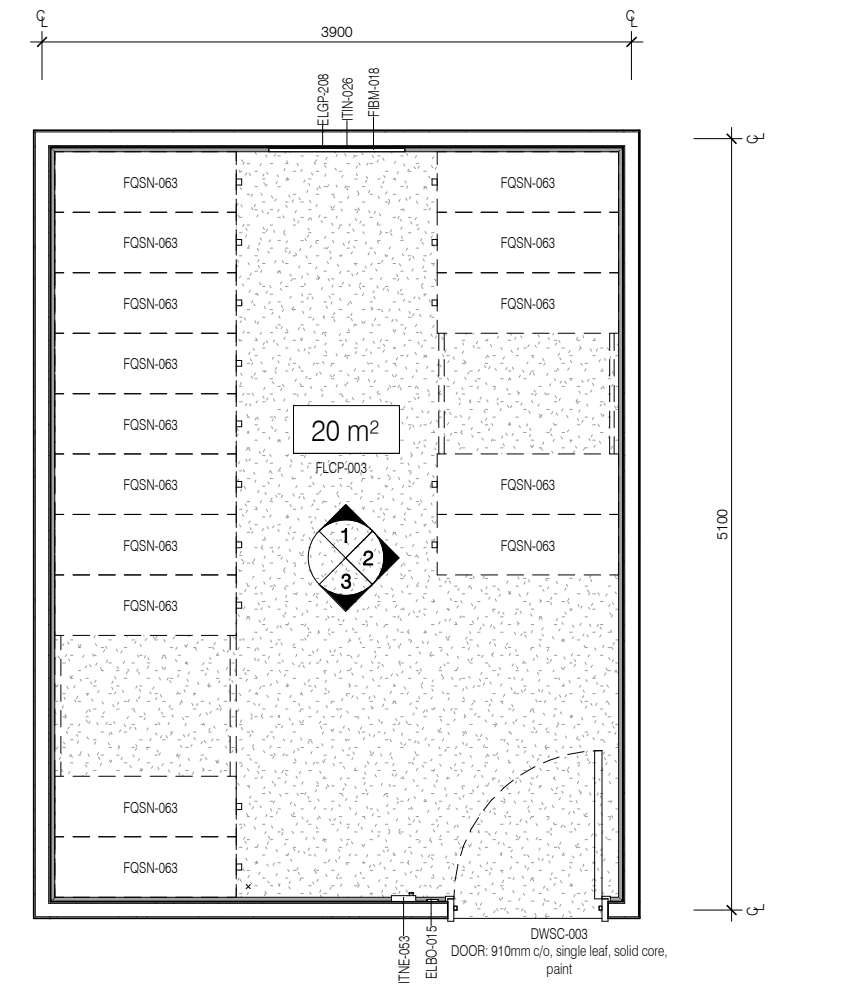 ℄
℄
3900
ELGP-208
ITIN-026
FIBM-018
℄
FQSN-063
FQSN-063
FQSN-063
FQSN-063
FQSN-063
FQSN-063
FQSN-063
FQSN-063
20 m²
FLCP-003
FQSN-063
FQSN-063
FQSN-063
FQSN-063
FQSN-063
5100
1
2
3
FQSN-063
FQSN-063
℄
ITNE-053
ELBO-015
DWSC-003
DOOR: 910mm c/o, single leaf, solid core,
paint